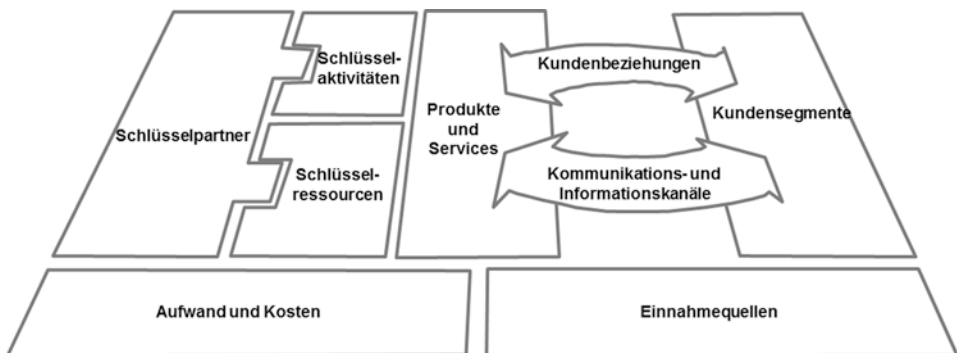 Schlüsselpartner
Schlüssel-
aktivitäten
Schlüssel-
ressourcen
Produkte
und
Services
Kundenbeziehungen
Kommunikations- und
Informationskanäle
Kundensegmente
Aufwand und Kosten
Einnahmequellen